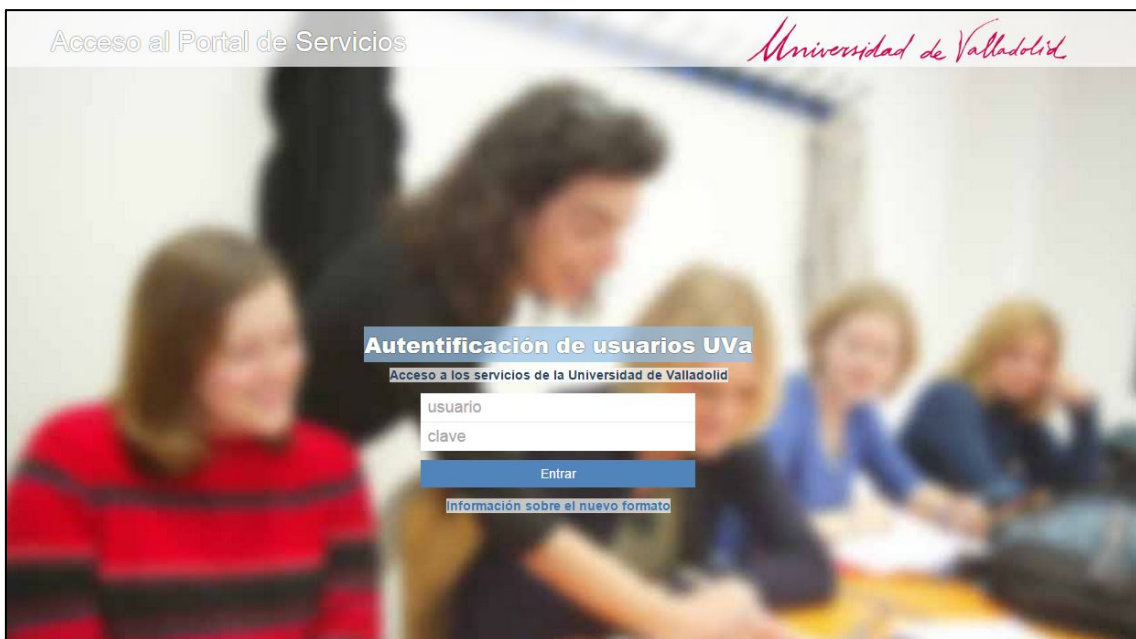 Acceso al Portal de Servicios
Universidad de Valladolid
Autentificación de usuarios UVa
Acceso a los servicios de la Universidad de Valladolid
usuario
clave
Entrar
Información sobre el nuevo formato